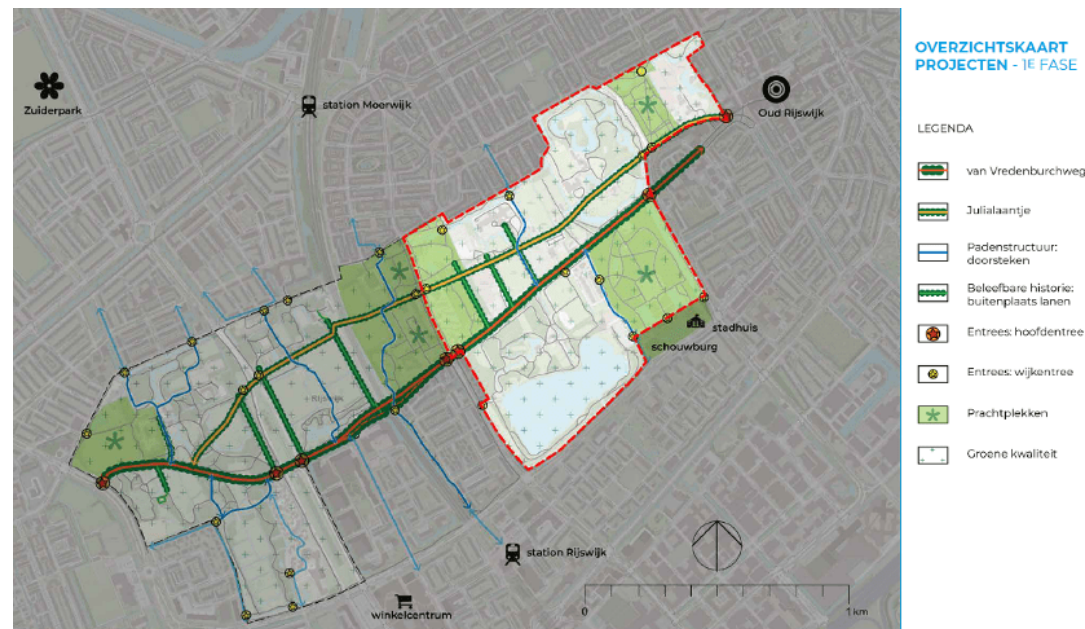 OVERZICHTSKAART
PROJECTEN - 1E FASE
LEGENDA
van Vredenburchweg
Julialaantje
Padenstructuur:
doorsteken
Beleefbare historie:
buitenplaats lanen
Entrees: hoofdentree
Entrees: wijkentree
Prachtplekken
Groene kwaliteit
Zuiderpark
station Moerwijk
Oud Rijswijk
stadhuis
schouwburg
Rijswijk
station Rijswijk
winkelcentrum
0
1 km